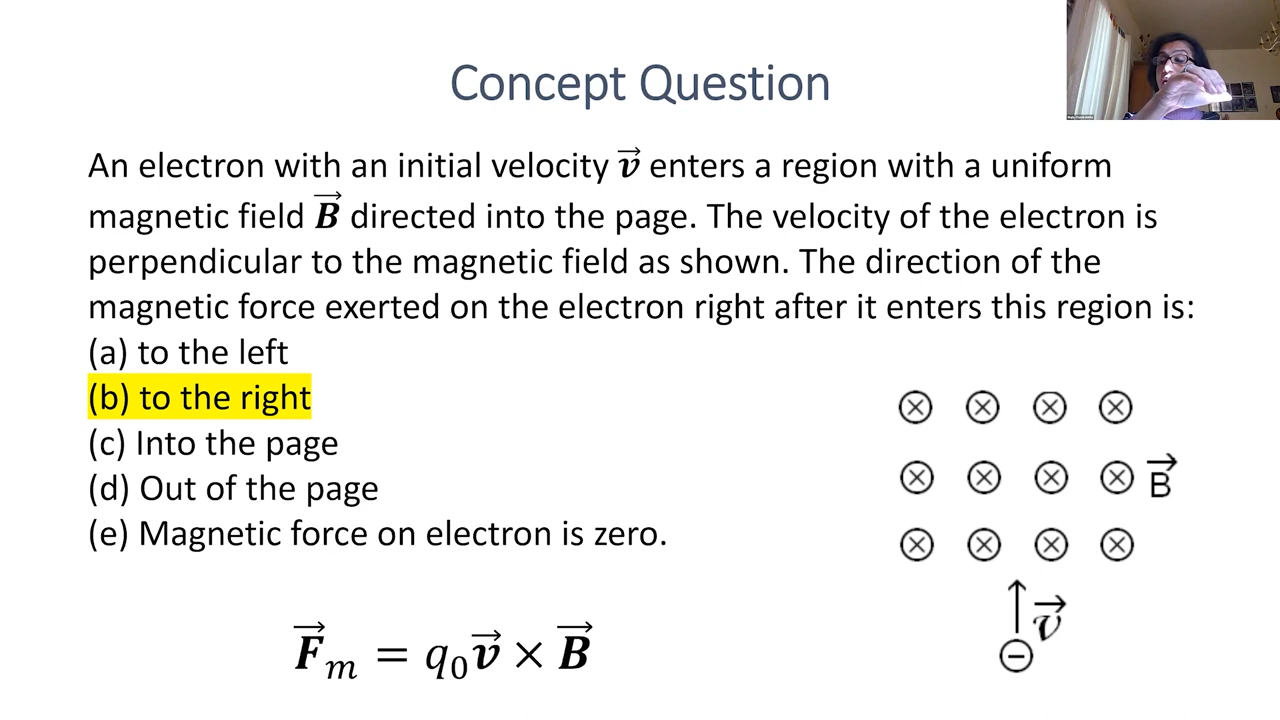 Concept Question
An electron with an initial velocity v⃗ enters a region with a uniform
magnetic field B⃗ directed into the page. The velocity of the electron is
perpendicular to the magnetic field as shown. The direction of the
magnetic force exerted on the electron right after it enters this region is:
(a) to the left
(b) to the right
(c) Into the page
(d) Out of the page
(e) Magnetic force on electron is zero.
B⃗
v⃗
F⃗ₘ = q₀v⃗ × B⃗